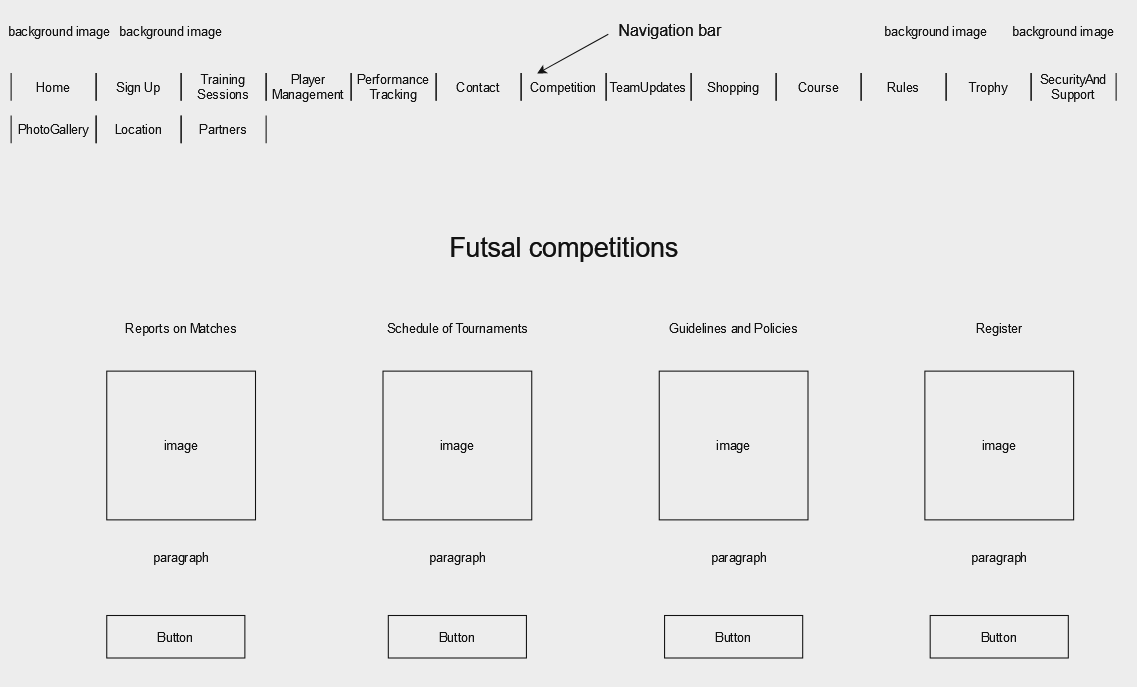 background image background image Navigation bar background image background image
Home Sign Up Training Sessions Player Management Performance Tracking Contact Competition TeamUpdates Shopping Course Rules Trophy SecurityAnd Support
PhotoGallery Location Partners
Futsal competitions
Reports on Matches Schedule of Tournaments Guidelines and Policies Register
image image image image
paragraph paragraph paragraph paragraph
Button Button Button Button